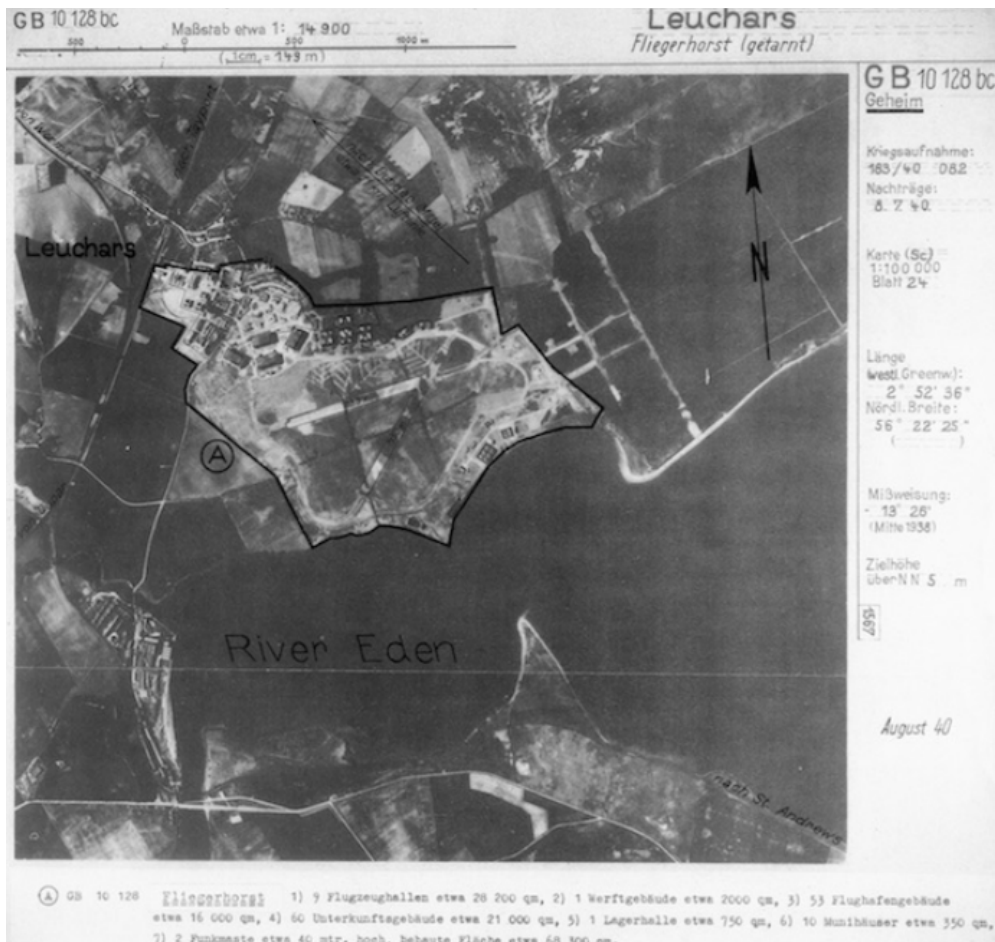 GB 10 128 bc
Maßstab etwa 1: 14 900
500 0 500 1000 m
(1cm = 149 m)
Leuchars
Fliegerhorst (getarnt)
GB 10 128 bc
Geheim
Kriegsaufnahme:
183/40 082
Nachträge:
8. 7. 40.
Karte (Sc)
1:100 000
Blatt 24
Länge
(westl. Greenw.):
2° 52' 36"
Nördl. Breite:
56° 22' 25"
Mißweisung:
- 13° 26'
(Mitte 1938)
Zielhöhe
über N N 5 m
1567
August 40
Leuchars
N
A
River Eden
nach St. Andrews
A GB 10 128 Fliegerhorst 1) 9 Flugzeughallen etwa 28 200 qm, 2) 1 Werftgebäude etwa 2000 qm, 3) 53 Flughafengebäude
etwa 16 000 qm, 4) 60 Unterkunftsgebäude etwa 21 000 qm, 5) 1 Lagerhalle etwa 750 qm, 6) 10 Munihäuser etwa 350 qm,
7) 2 Funkmaste etwa 40 mtr. hoch, bebaute Fläche etwa 68 300 qm.